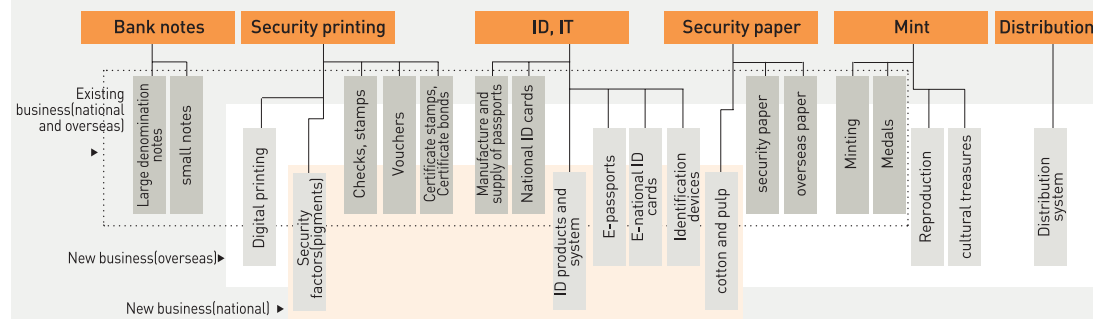 Bank notes
Security printing
ID, IT
Security paper
Mint
Distribution
Existing
business(national
and overseas)
▶
Large denomination
notes
small notes
Digital printing
Security
factors(pigments)
Checks, stamps
Vouchers
Certificate stamps,
Certificate bonds
Manufacture and
supply of passports
National ID cards
ID products and
system
E-passports
E-national ID
cards
Identification
devices
cotton and pulp
security paper
overseas paper
Minting
Medals
Reproduction
cultural treasures
Distribution
system
New business(overseas)▶
New business(national) ▶